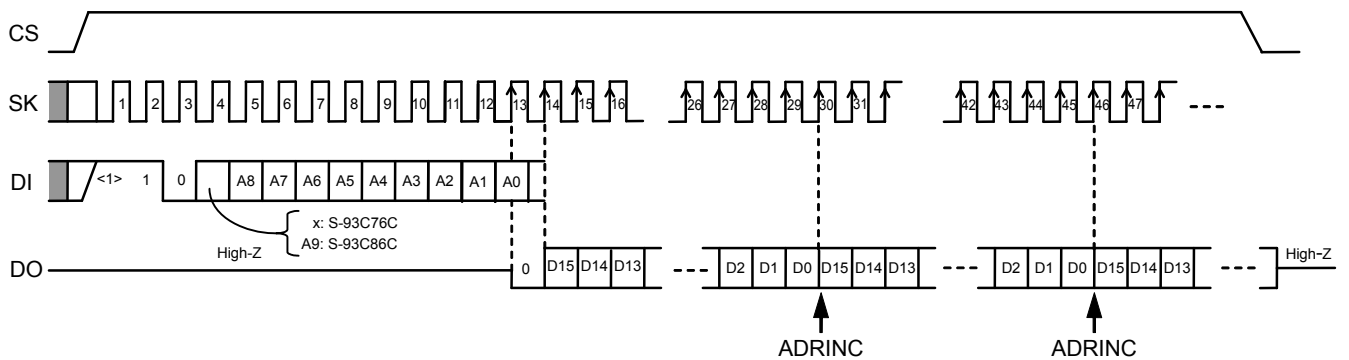 CS
SK 1 2 3 4 5 6 7 8 9 10 11 12 13 14 15 16 26 27 28 29 30 31 42 43 44 45 46 47
DI <1> 1 0 A8 A7 A6 A5 A4 A3 A2 A1 A0
x: S-93C76C
A9: S-93C86C
High-Z
DO 0 D15 D14 D13 D2 D1 D0 D15 D14 D13 D2 D1 D0 D15 D14 D13 High-Z
ADRINC ADRINC